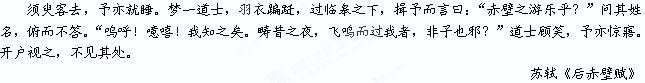 须臾客去，予亦就睡。梦一道士，羽衣蹁跹，过临皋之下，揖予而言曰：“赤壁之游乐乎？”问其姓
名，俯而不答。“呜呼！噫嘻！我知之矣。畴昔之夜，飞鸣而过我者，非子也邪？”道士顾笑，予亦惊寤。
开户视之，不见其处。
苏轼《后赤壁赋》